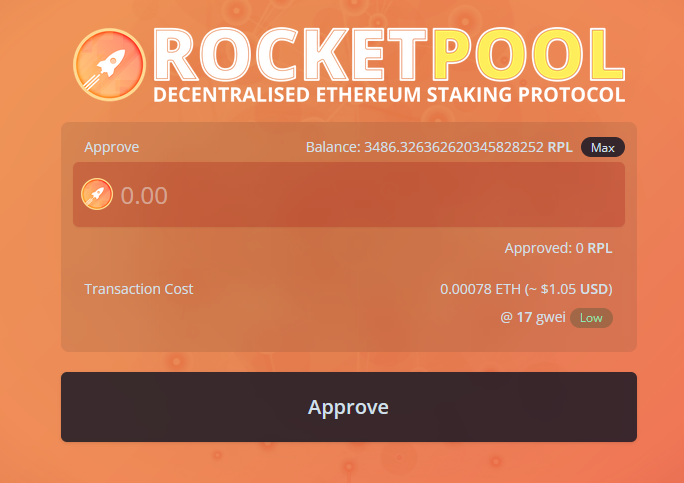 ROCKETPOOL
DECENTRALISED ETHEREUM STAKING PROTOCOL
Approve Balance: 3486.326362620345828252 RPL Max
0.00
Approved: 0 RPL
Transaction Cost 0.00078 ETH (~ $1.05 USD)
@ 17 gwei Low
Approve